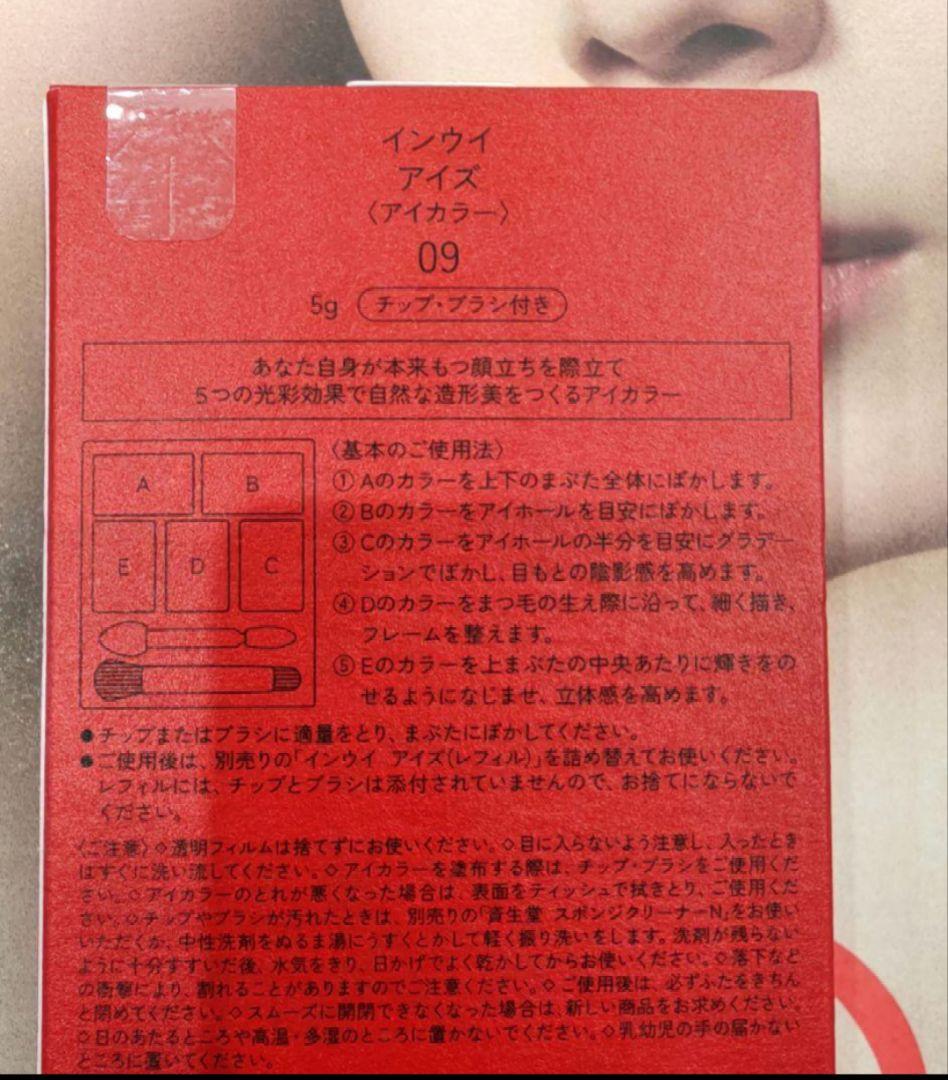 インウイ
アイズ
〈アイカラー〉
09
5g チップ・ブラシ付き
あなた自身が本来もつ顔立ちを際立て
5つの光彩効果で自然な造形美をつくるアイカラー
A B
E D C
〈基本のご使用法〉
①Aのカラーを上下のまぶた全体にぼかします。
②Bのカラーをアイホールを目安にぼかします。
③Cのカラーをアイホールの半分を目安にグラデー
ションでぼかし、目もとの陰影感を高めます。
④Dのカラーをまつ毛の生え際に沿って、細く描き、
フレームを整えます。
⑤Eのカラーを上まぶたの中央あたりに輝きをの
せるようになじませ、立体感を高めます。
●チップまたはブラシに適量をとり、まぶたにぼかしてください。
●ご使用後は、別売りの「インウイ アイズ(レフィル)」を詰め替えてお使いください。
レフィルには、チップとブラシは添付されていませんので、お捨てにならないで
ください。
〈ご注意〉◇透明フィルムは捨てずにお使いください。◇目に入らないよう注意し、入ったとき
はすぐに洗い流してください。◇アイカラーを塗布する際は、チップ・ブラシをご使用くだ
さい。◇アイカラーのとれが悪くなった場合は、表面をティッシュで拭きとり、ご使用くだ
さい。◇チップやブラシが汚れたときは、別売りの「資生堂 スポンジクリーナーN」をお使い
いただくか、中性洗剤をぬるま湯にうすくとかして軽く振り洗いをします。洗剤が残らない
ように十分すすいだ後、水気をきり、日かげでよく乾かしてからお使いください。◇落下など
の衝撃により、割れることがありますのでご注意ください。◇ご使用後は、必ずふたをきちん
と閉めてください。◇スムーズに開閉できなくなった場合は、新しい商品をお求めください。
◇日のあたるところや高温・多湿のところに置かないでください。◇乳幼児の手の届かない
ところに置いてください。